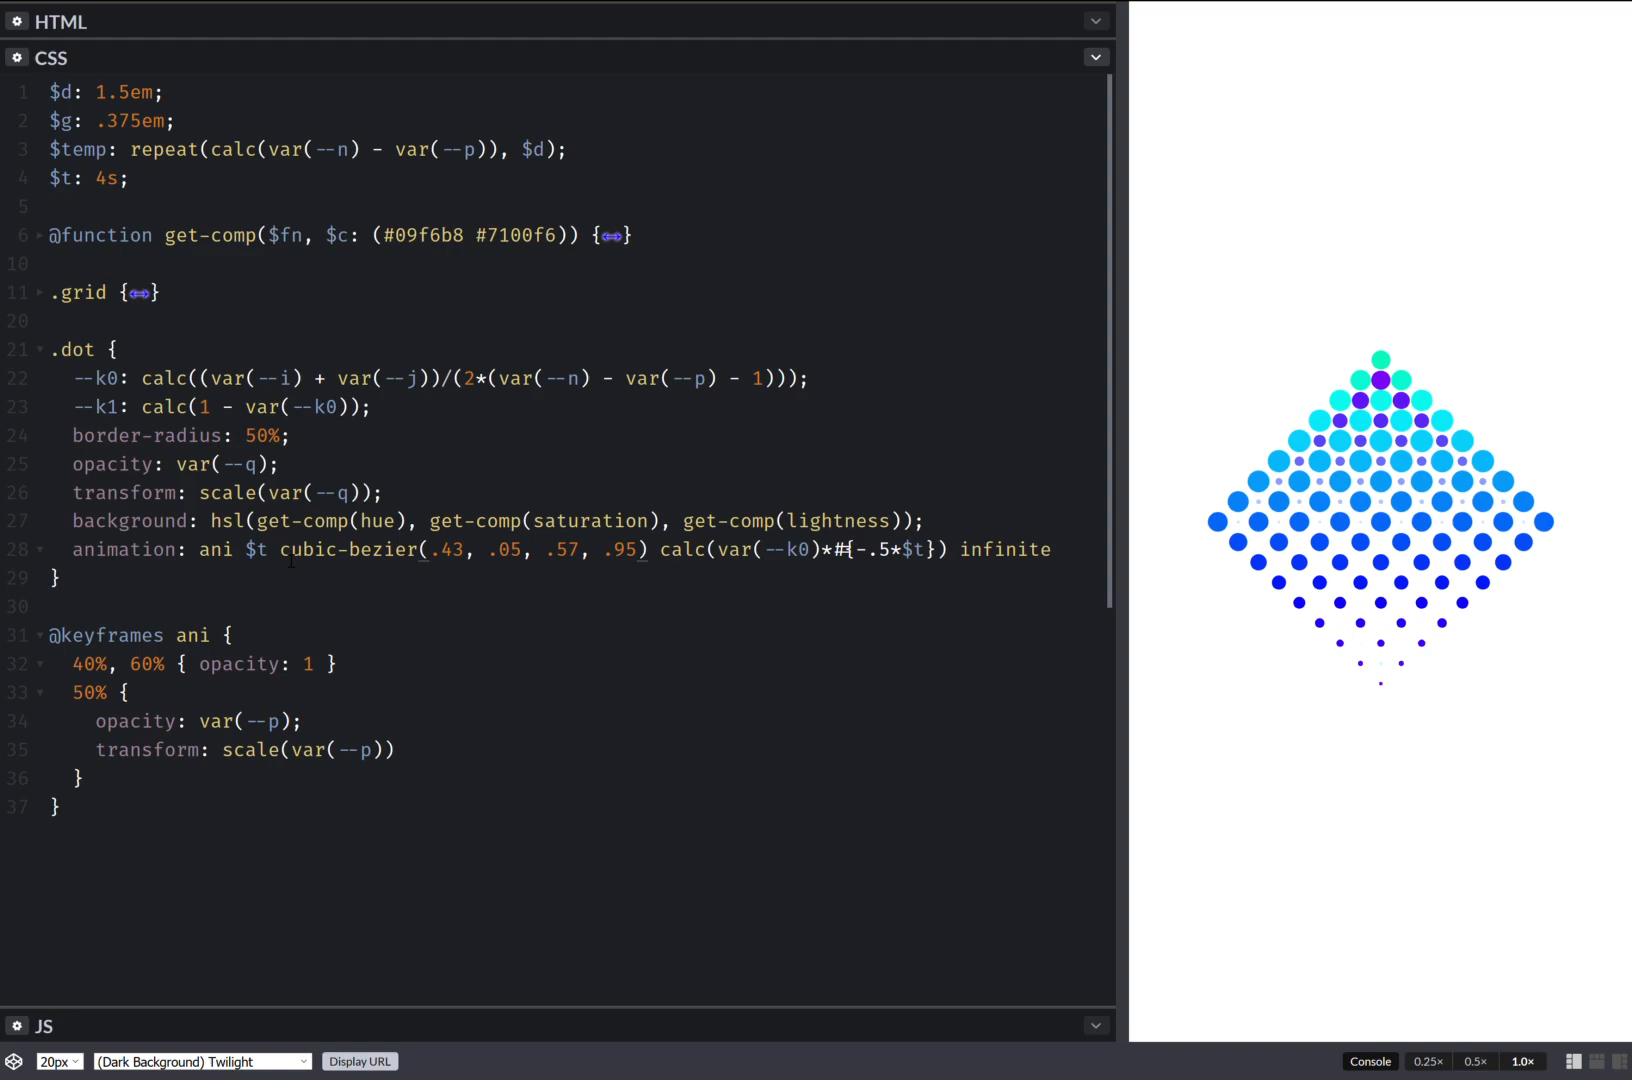 HTML
CSS
1 $d: 1.5em;
2 $g: .375em;
3 $temp: repeat(calc(var(--n) - var(--p)), $d);
4 $t: 4s;
5
6 @function get-comp($fn, $c: (#09f6b8 #7100f6)) {↔}
10
11 .grid {↔}
20
21 .dot {
22 --k0: calc((var(--i) + var(--j))/(2*(var(--n) - var(--p) - 1)));
23 --k1: calc(1 - var(--k0));
24 border-radius: 50%;
25 opacity: var(--q);
26 transform: scale(var(--q));
27 background: hsl(get-comp(hue), get-comp(saturation), get-comp(lightness));
28 animation: ani $t cubic-bezier(.43, .05, .57, .95) calc(var(--k0)*#{-.5*$t}) infinite
29 }
30
31 @keyframes ani {
32 40%, 60% { opacity: 1 }
33 50% {
34 opacity: var(--p);
35 transform: scale(var(--p))
36 }
37 }
JS
20px (Dark Background) Twilight Display URL Console 0.25× 0.5× 1.0×